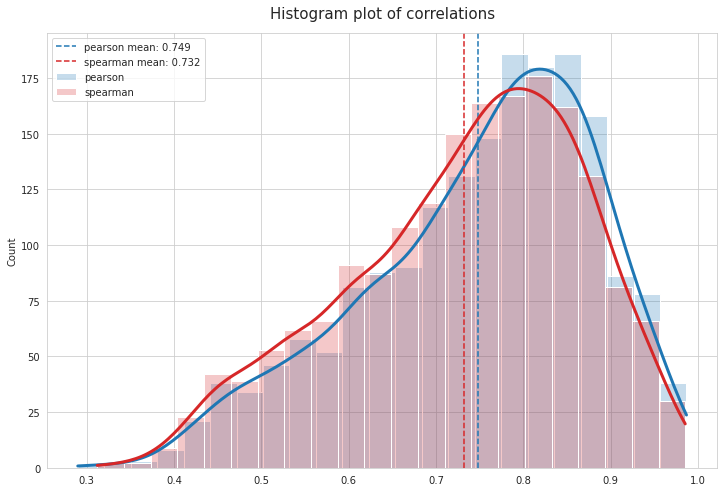 Histogram plot of correlations
pearson mean: 0.749
spearman mean: 0.732
pearson
spearman
Count
175
150
125
100
75
50
25
0
0.3 0.4 0.5 0.6 0.7 0.8 0.9 1.0